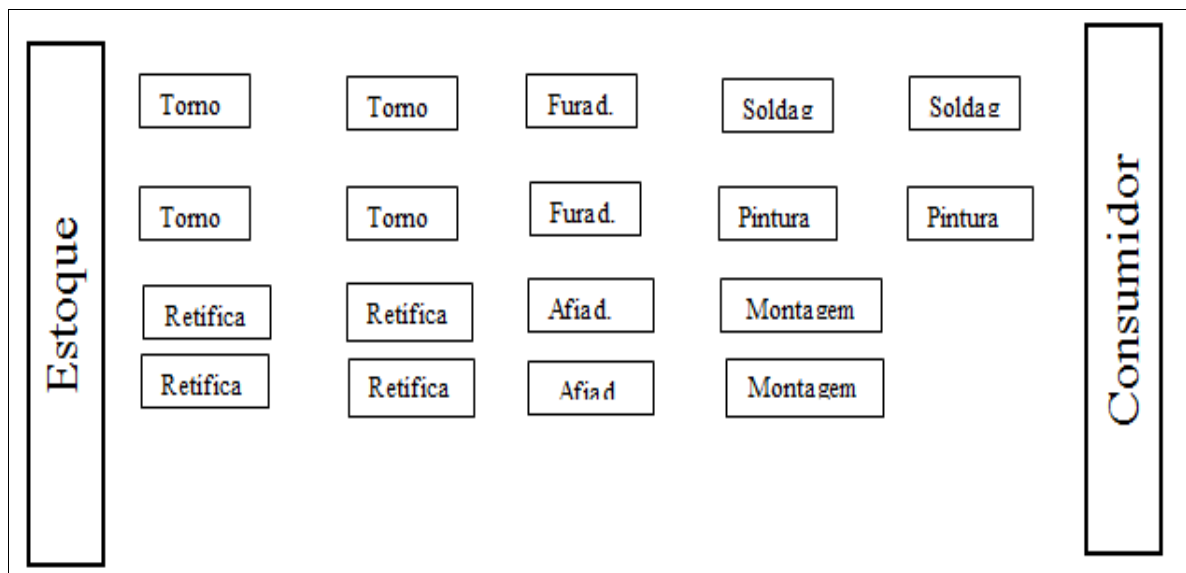 Estoque
Torno
Torno
Furad.
Soldag
Soldag
Torno
Torno
Furad.
Pintura
Pintura
Retifica
Retifica
Afiad.
Montagem
Retifica
Retifica
Afiad
Montagem
Consumidor